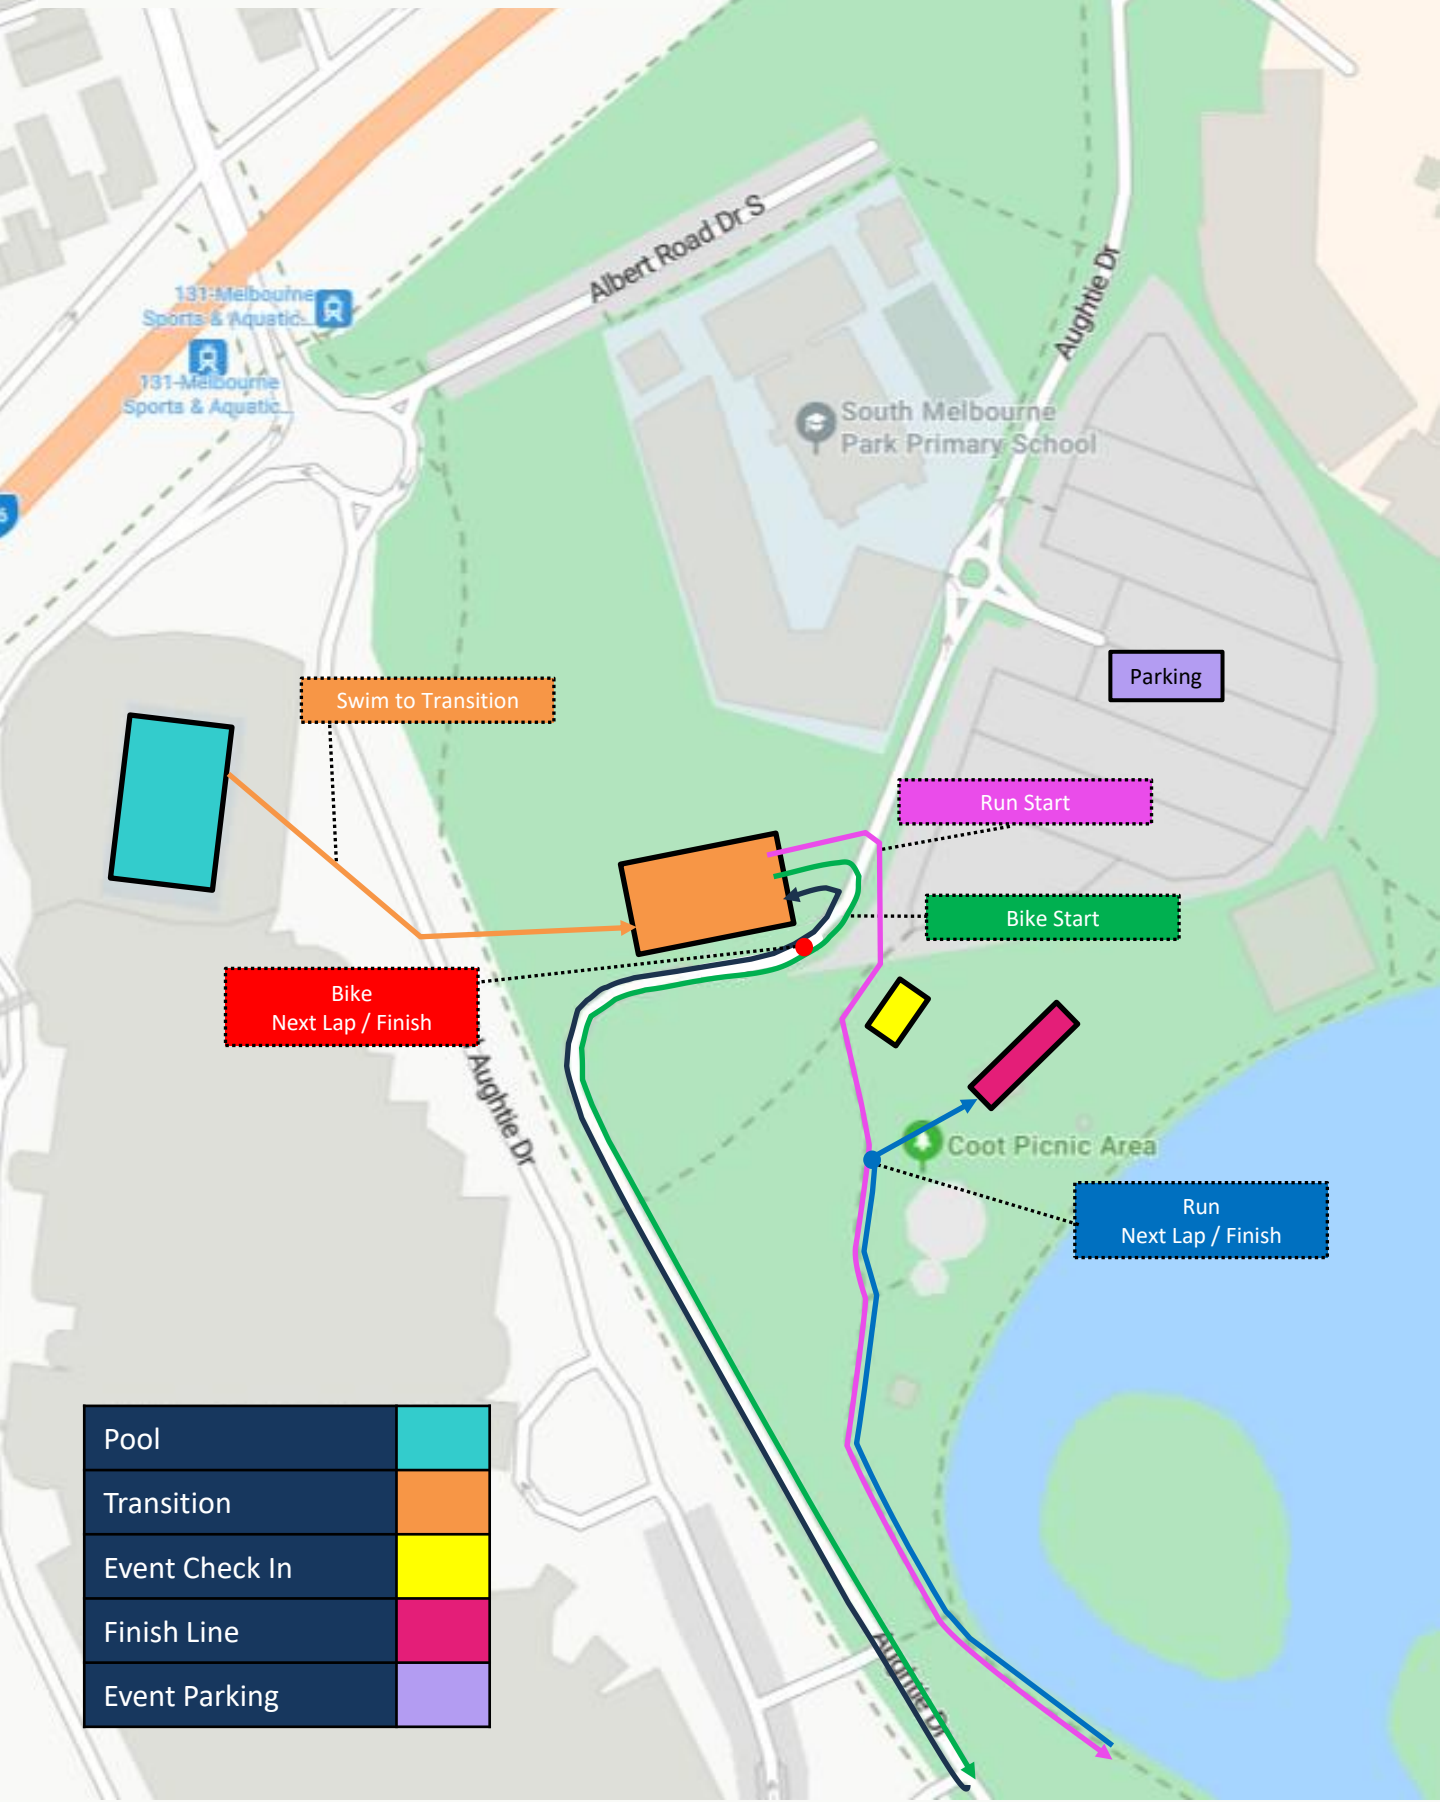 Albert Road Dr S
131-Melbourne
Sports & Aquatic...
131-Melbourne
Sports & Aquatic...
Aughtie Dr
South Melbourne
Park Primary School
Parking
Swim to Transition
Run Start
Bike Start
Bike
Next Lap / Finish
Aughtie Dr
Coot Picnic Area
Run
Next Lap / Finish
Pool
Transition
Event Check In
Finish Line
Event Parking
Aughtie Dr